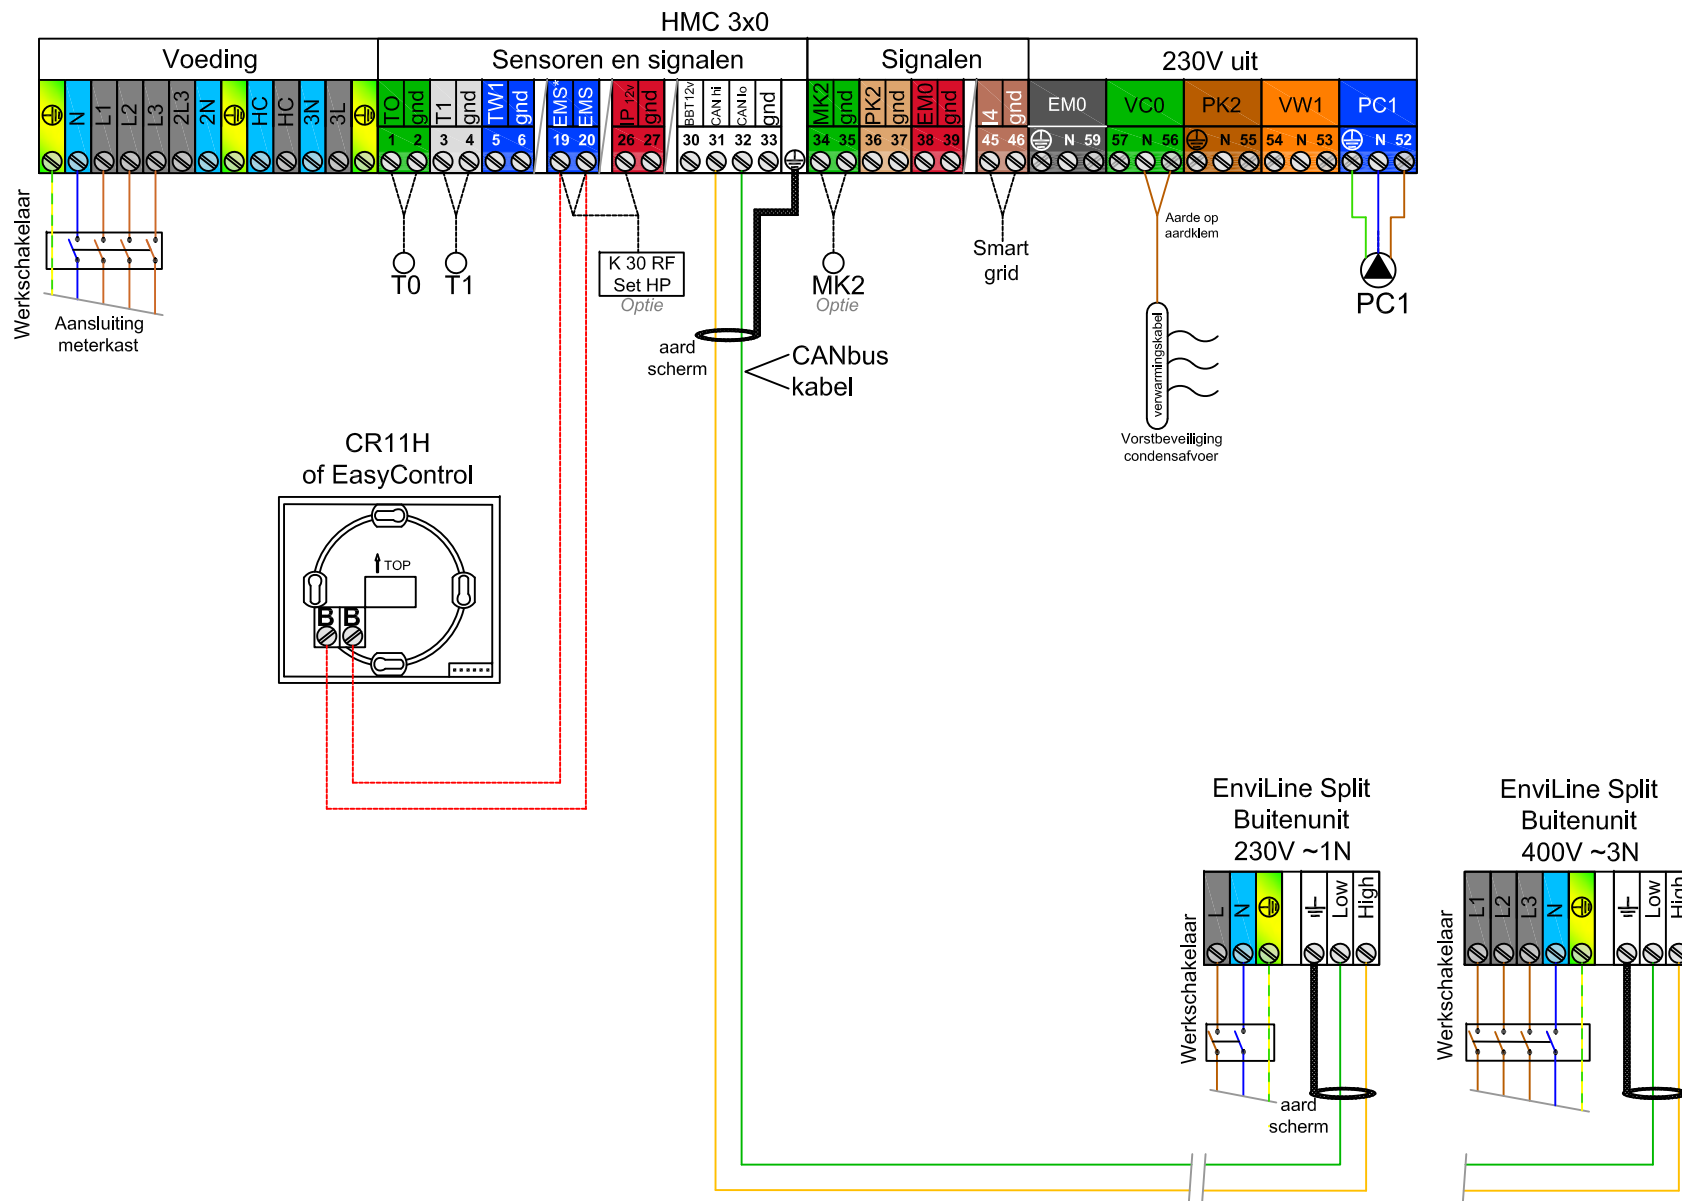 HMC 3x0
Voeding
Sensoren en signalen
Signalen
230V uit
N L1 L2 L3 2L3 2N HC HC 3N 3L
TO gnd T1 gnd TW1 gnd EMS* EMS IP 12v gnd BBT12v CAN hi CAN lo gnd
MK2 gnd PK2 gnd EM0 gnd I4 gnd
EM0 VC0 PK2 VW1 PC1
1 2 3 4 5 6 19 20 26 27 30 31 32 33
34 35 36 37 38 39 45 46
N 59 57 N 56 N 55 54 N 53 N 52
Werkschakelaar
Aansluiting
meterkast
T0
T1
K 30 RF
Set HP
Optie
aard
scherm
CANbus
kabel
MK2
Optie
Smart
grid
Aarde op
aardklem
verwarmingskabel
Vorstbeveiliging
condensafvoer
PC1
CR11H
of EasyControl
TOP
B B
EnviLine Split
Buitenunit
230V ~1N
L N Low High
Werkschakelaar
aard
scherm
EnviLine Split
Buitenunit
400V ~3N
L1 L2 L3 N Low High
Werkschakelaar